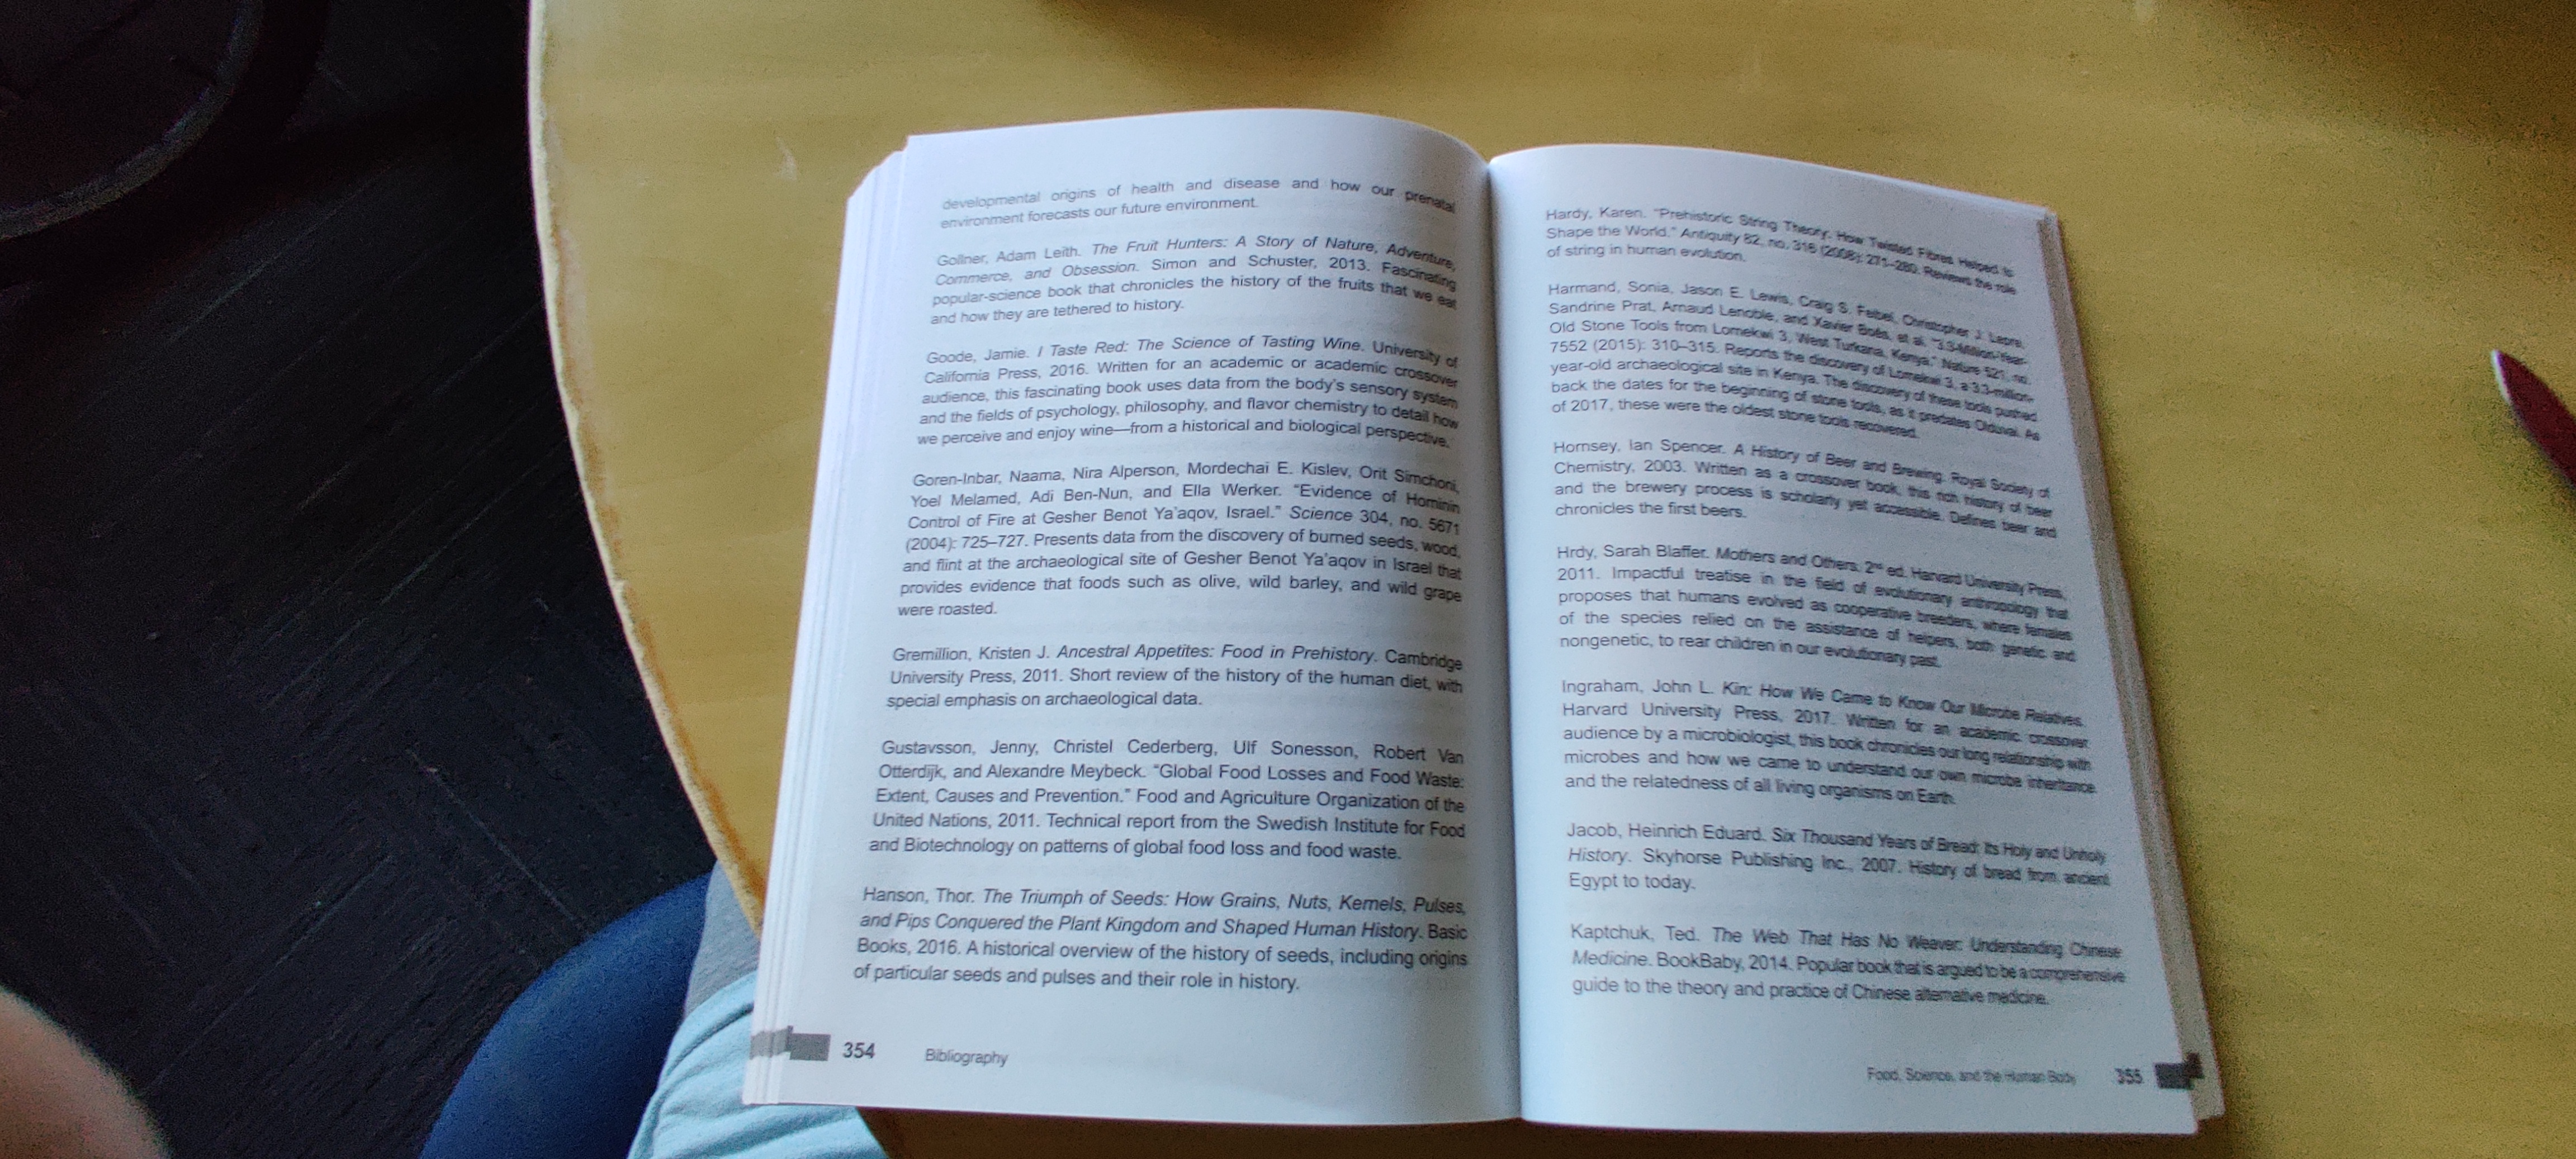 developmental origins of health and disease and how our prenatal
environment forecasts our future environment.
Gollner, Adam Leith. The Fruit Hunters: A Story of Nature, Adventure,
Commerce, and Obsession. Simon and Schuster, 2013. Fascinating
popular-science book that chronicles the history of the fruits that we eat
and how they are tethered to history.
Goode, Jamie. I Taste Red: The Science of Tasting Wine. University of
California Press, 2016. Written for an academic or academic crossover
audience, this fascinating book uses data from the body's sensory system
and the fields of psychology, philosophy, and flavor chemistry to detail how
we perceive and enjoy wine—from a historical and biological perspective.
Goren-Inbar, Naama, Nira Alperson, Mordechai E. Kislev, Orit Simchoni,
Yoel Melamed, Adi Ben-Nun, and Ella Werker. “Evidence of Hominin
Control of Fire at Gesher Benot Ya`aqov, Israel.” Science 304, no. 5671
(2004): 725–727. Presents data from the discovery of burned seeds, wood,
and flint at the archaeological site of Gesher Benot Ya'aqov in Israel that
provides evidence that foods such as olive, wild barley, and wild grape
were roasted.
Gremillion, Kristen J. Ancestral Appetites: Food in Prehistory. Cambridge
University Press, 2011. Short review of the history of the human diet, with
special emphasis on archaeological data.
Gustavsson, Jenny, Christel Cederberg, Ulf Sonesson, Robert Van
Otterdijk, and Alexandre Meybeck. “Global Food Losses and Food Waste:
Extent, Causes and Prevention.” Food and Agriculture Organization of the
United Nations, 2011. Technical report from the Swedish Institute for Food
and Biotechnology on patterns of global food loss and food waste.
Hanson, Thor. The Triumph of Seeds: How Grains, Nuts, Kernels, Pulses,
and Pips Conquered the Plant Kingdom and Shaped Human History. Basic
Books, 2016. A historical overview of the history of seeds, including origins
of particular seeds and pulses and their role in history.
354 Bibliography
Hardy, Karen. “Prehistoric String Theory. How Twisted Fibres Helped to
Shape the World.” Antiquity 82, no. 316 (2008): 271–280. Reviews the role
of string in human evolution.
Harmand, Sonia, Jason E. Lewis, Craig S. Feibel, Christopher J. Lepre,
Sandrine Prat, Arnaud Lenoble, and Xavier Boës, et al. “3.3-Million-Year-
Old Stone Tools from Lomekwi 3, West Turkana, Kenya.” Nature 521, no.
7552 (2015): 310–315. Reports the discovery of Lomekwi 3, a 3.3-million-
year-old archaeological site in Kenya. The discovery of these tools pushed
back the dates for the beginning of stone tools, as it predates Olduvai. As
of 2017, these were the oldest stone tools recovered.
Hornsey, Ian Spencer. A History of Beer and Brewing. Royal Society of
Chemistry, 2003. Written as a crossover book, this rich history of beer
and the brewery process is scholarly yet accessible. Defines beer and
chronicles the first beers.
Hrdy, Sarah Blaffer. Mothers and Others. 2nd ed. Harvard University Press,
2011. Impactful treatise in the field of evolutionary anthropology that
proposes that humans evolved as cooperative breeders, where females
of the species relied on the assistance of helpers, both genetic and
nongenetic, to rear children in our evolutionary past.
Ingraham, John L. Kin: How We Came to Know Our Microbe Relatives.
Harvard University Press, 2017. Written for an academic crossover
audience by a microbiologist, this book chronicles our long relationship with
microbes and how we came to understand our own microbe inheritance
and the relatedness of all living organisms on Earth.
Jacob, Heinrich Eduard. Six Thousand Years of Bread: Its Holy and Unholy
History. Skyhorse Publishing Inc., 2007. History of bread from ancient
Egypt to today.
Kaptchuk, Ted. The Web That Has No Weaver: Understanding Chinese
Medicine. BookBaby, 2014. Popular book that is argued to be a comprehensive
guide to the theory and practice of Chinese alternative medicine.
Food, Science, and the Human Body 355